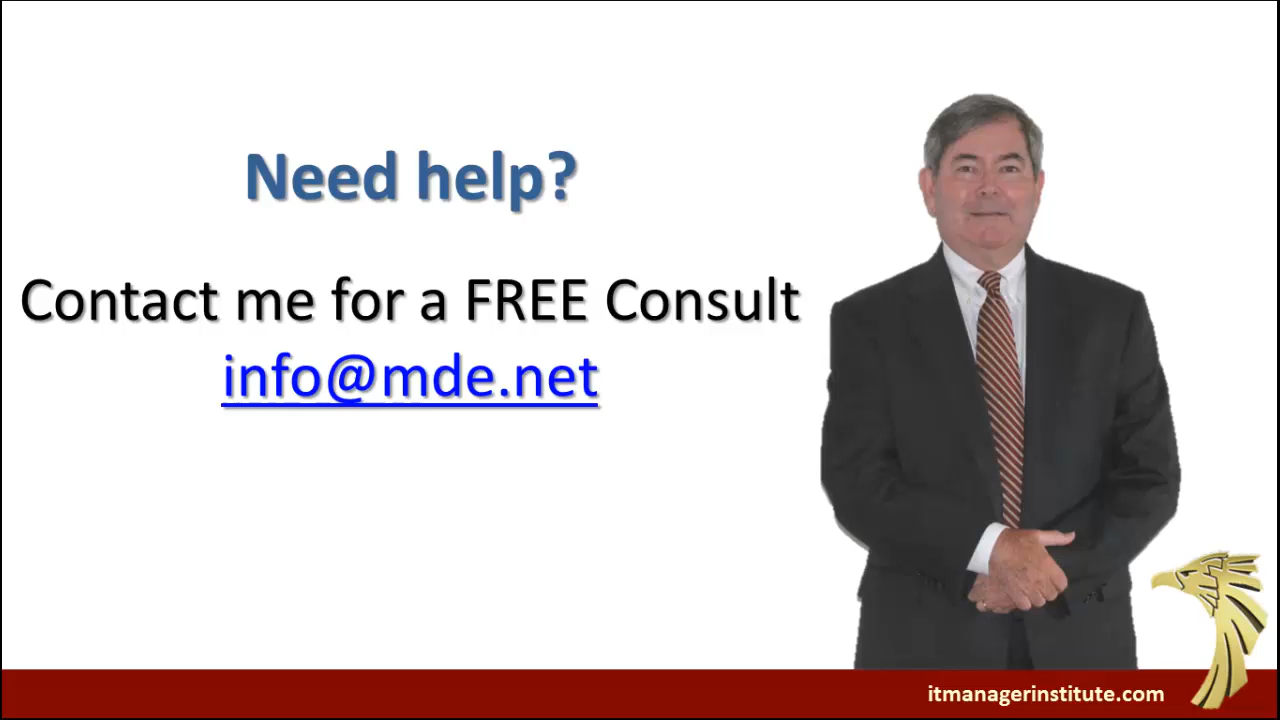 Need help?
Contact me for a FREE Consult
info@mde.net
itmanagerinstitute.com